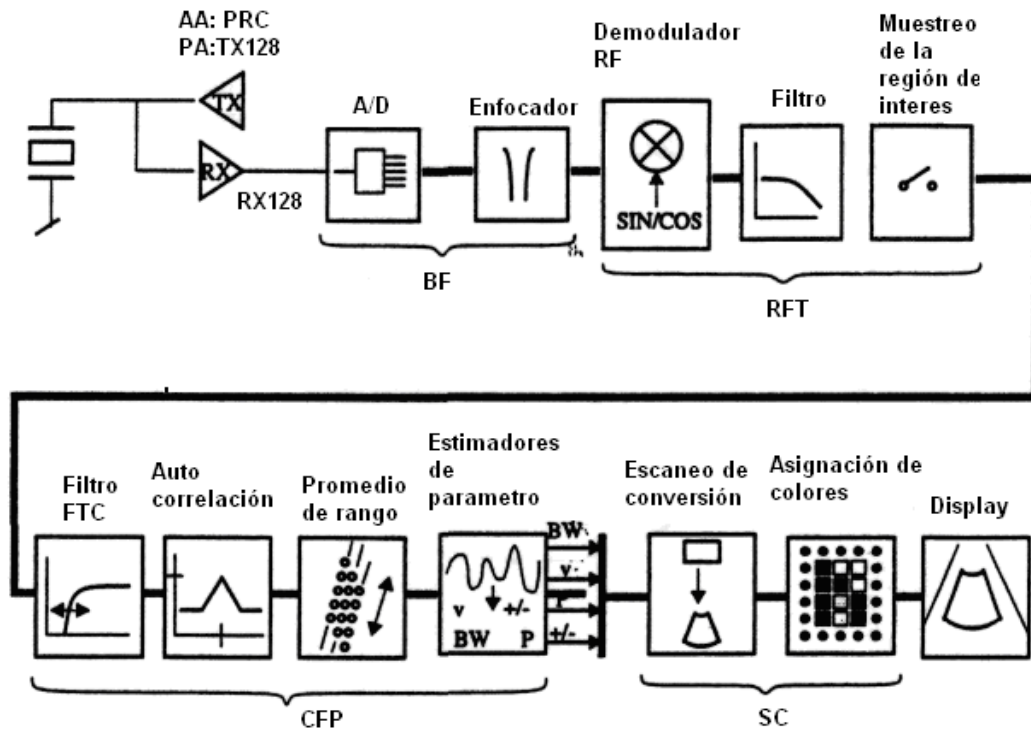 AA: PRC
PA:TX128
TX
RX
RX128
A/D
Enfocador
BF
Demodulador
RF
SIN/COS
Filtro
Muestreo
de la
región de
interes
RFT
Filtro
FTC
Auto
correlación
Promedio
de rango
Estimadores
de
parametro
v +/-
BW P
BW
v
+/-
CFP
Escaneo de
conversión
Asignación de
colores
SC
Display